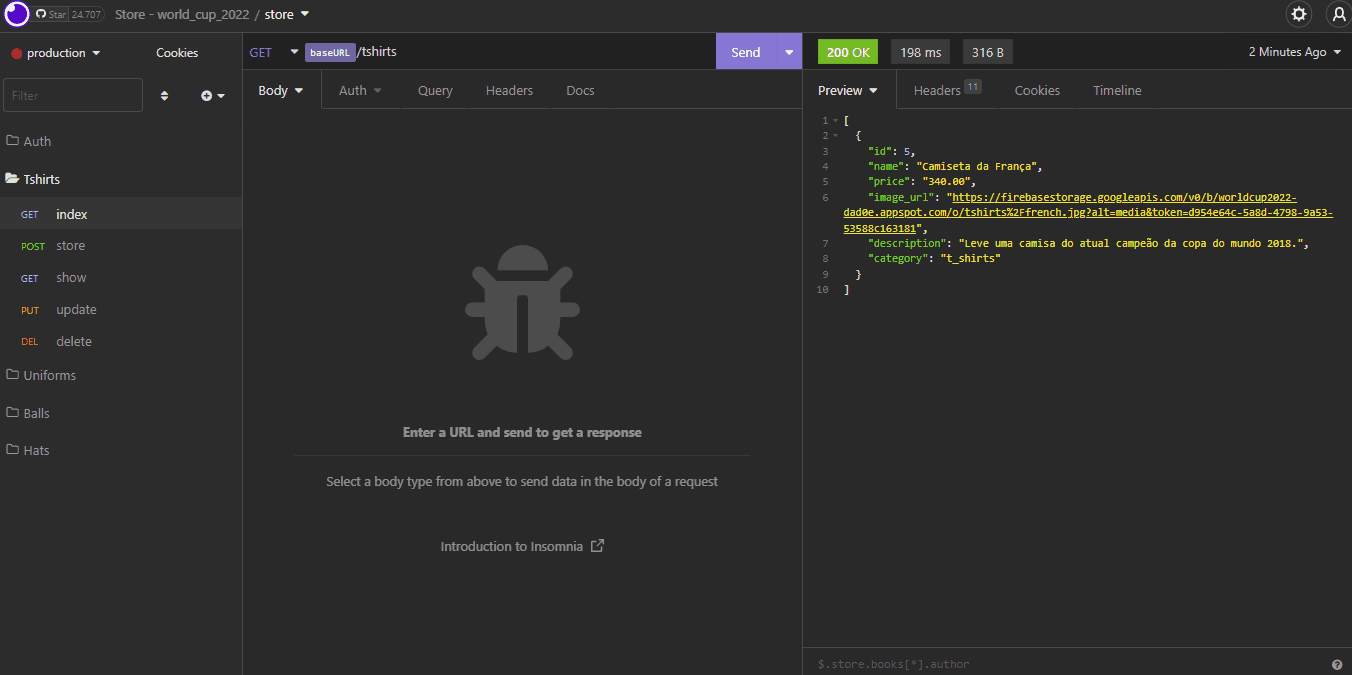 Star 24.707 Store - world_cup_2022 / store
production Cookies
Filter
Auth
Tshirts
GET index
POST store
GET show
PUT update
DEL delete
Uniforms
Balls
Hats
GET baseURL/tshirts Send
Body Auth Query Headers Docs
Enter a URL and send to get a response
Select a body type from above to send data in the body of a request
Introduction to Insomnia
200 OK 198 ms 316 B 2 Minutes Ago
Preview Headers 11 Cookies Timeline
1 [
2 {
3 "id": 5,
4 "name": "Camiseta da França",
5 "price": "340.00",
6 "image_url": "https://firebasestorage.googleapis.com/v0/b/worldcup2022-
dad0e.appspot.com/o/tshirts%2Ffrench.jpg?alt=media&token=d954e64c-5a8d-4798-9a53-
53588c163181",
7 "description": "Leve uma camisa do atual campeão da copa do mundo 2018.",
8 "category": "t_shirts"
9 }
10 ]
$.store.books[*].author